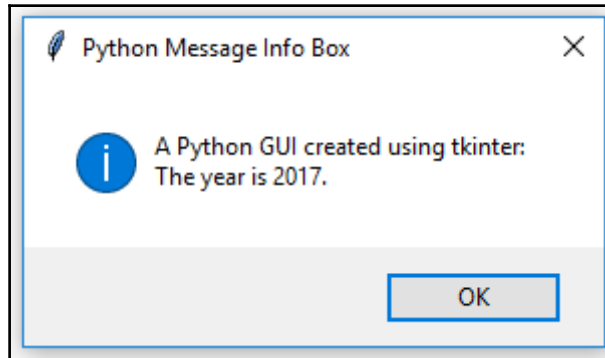 Python Message Info Box
A Python GUI created using tkinter:
The year is 2017.
OK